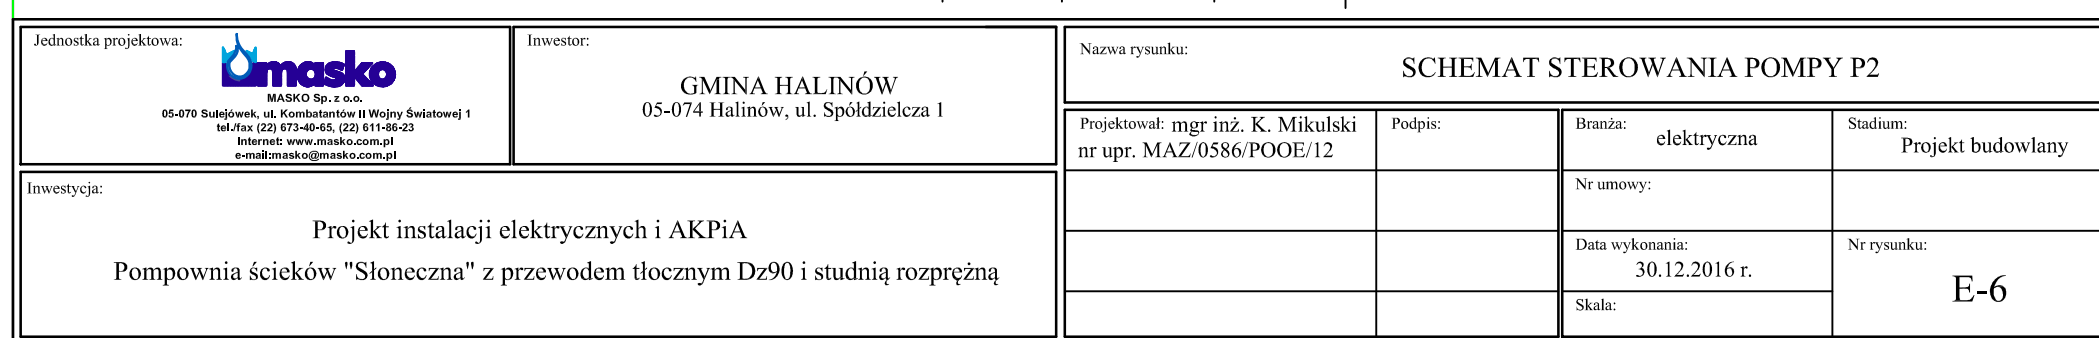 Jednostka projektowa:
masko
MASKO Sp. z o.o.
05-070 Sulejówek, ul. Kombatantów II Wojny Światowej 1
tel./fax (22) 673-40-65, (22) 611-86-23
Internet: www.masko.com.pl
e-mail:masko@masko.com.pl
Inwestor:
GMINA HALINÓW
05-074 Halinów, ul. Spółdzielcza 1
Inwestycja:
Projekt instalacji elektrycznych i AKPiA
Pompownia ścieków "Słoneczna" z przewodem tłocznym Dz90 i studnią rozprężną
Nazwa rysunku:
SCHEMAT STEROWANIA POMPY P2
Projektował: mgr inż. K. Mikulski
nr upr. MAZ/0586/POOE/12
Podpis:
Branża:
elektryczna
Stadium:
Projekt budowlany
Nr umowy:
Data wykonania:
30.12.2016 r.
Nr rysunku:
E-6
Skala: